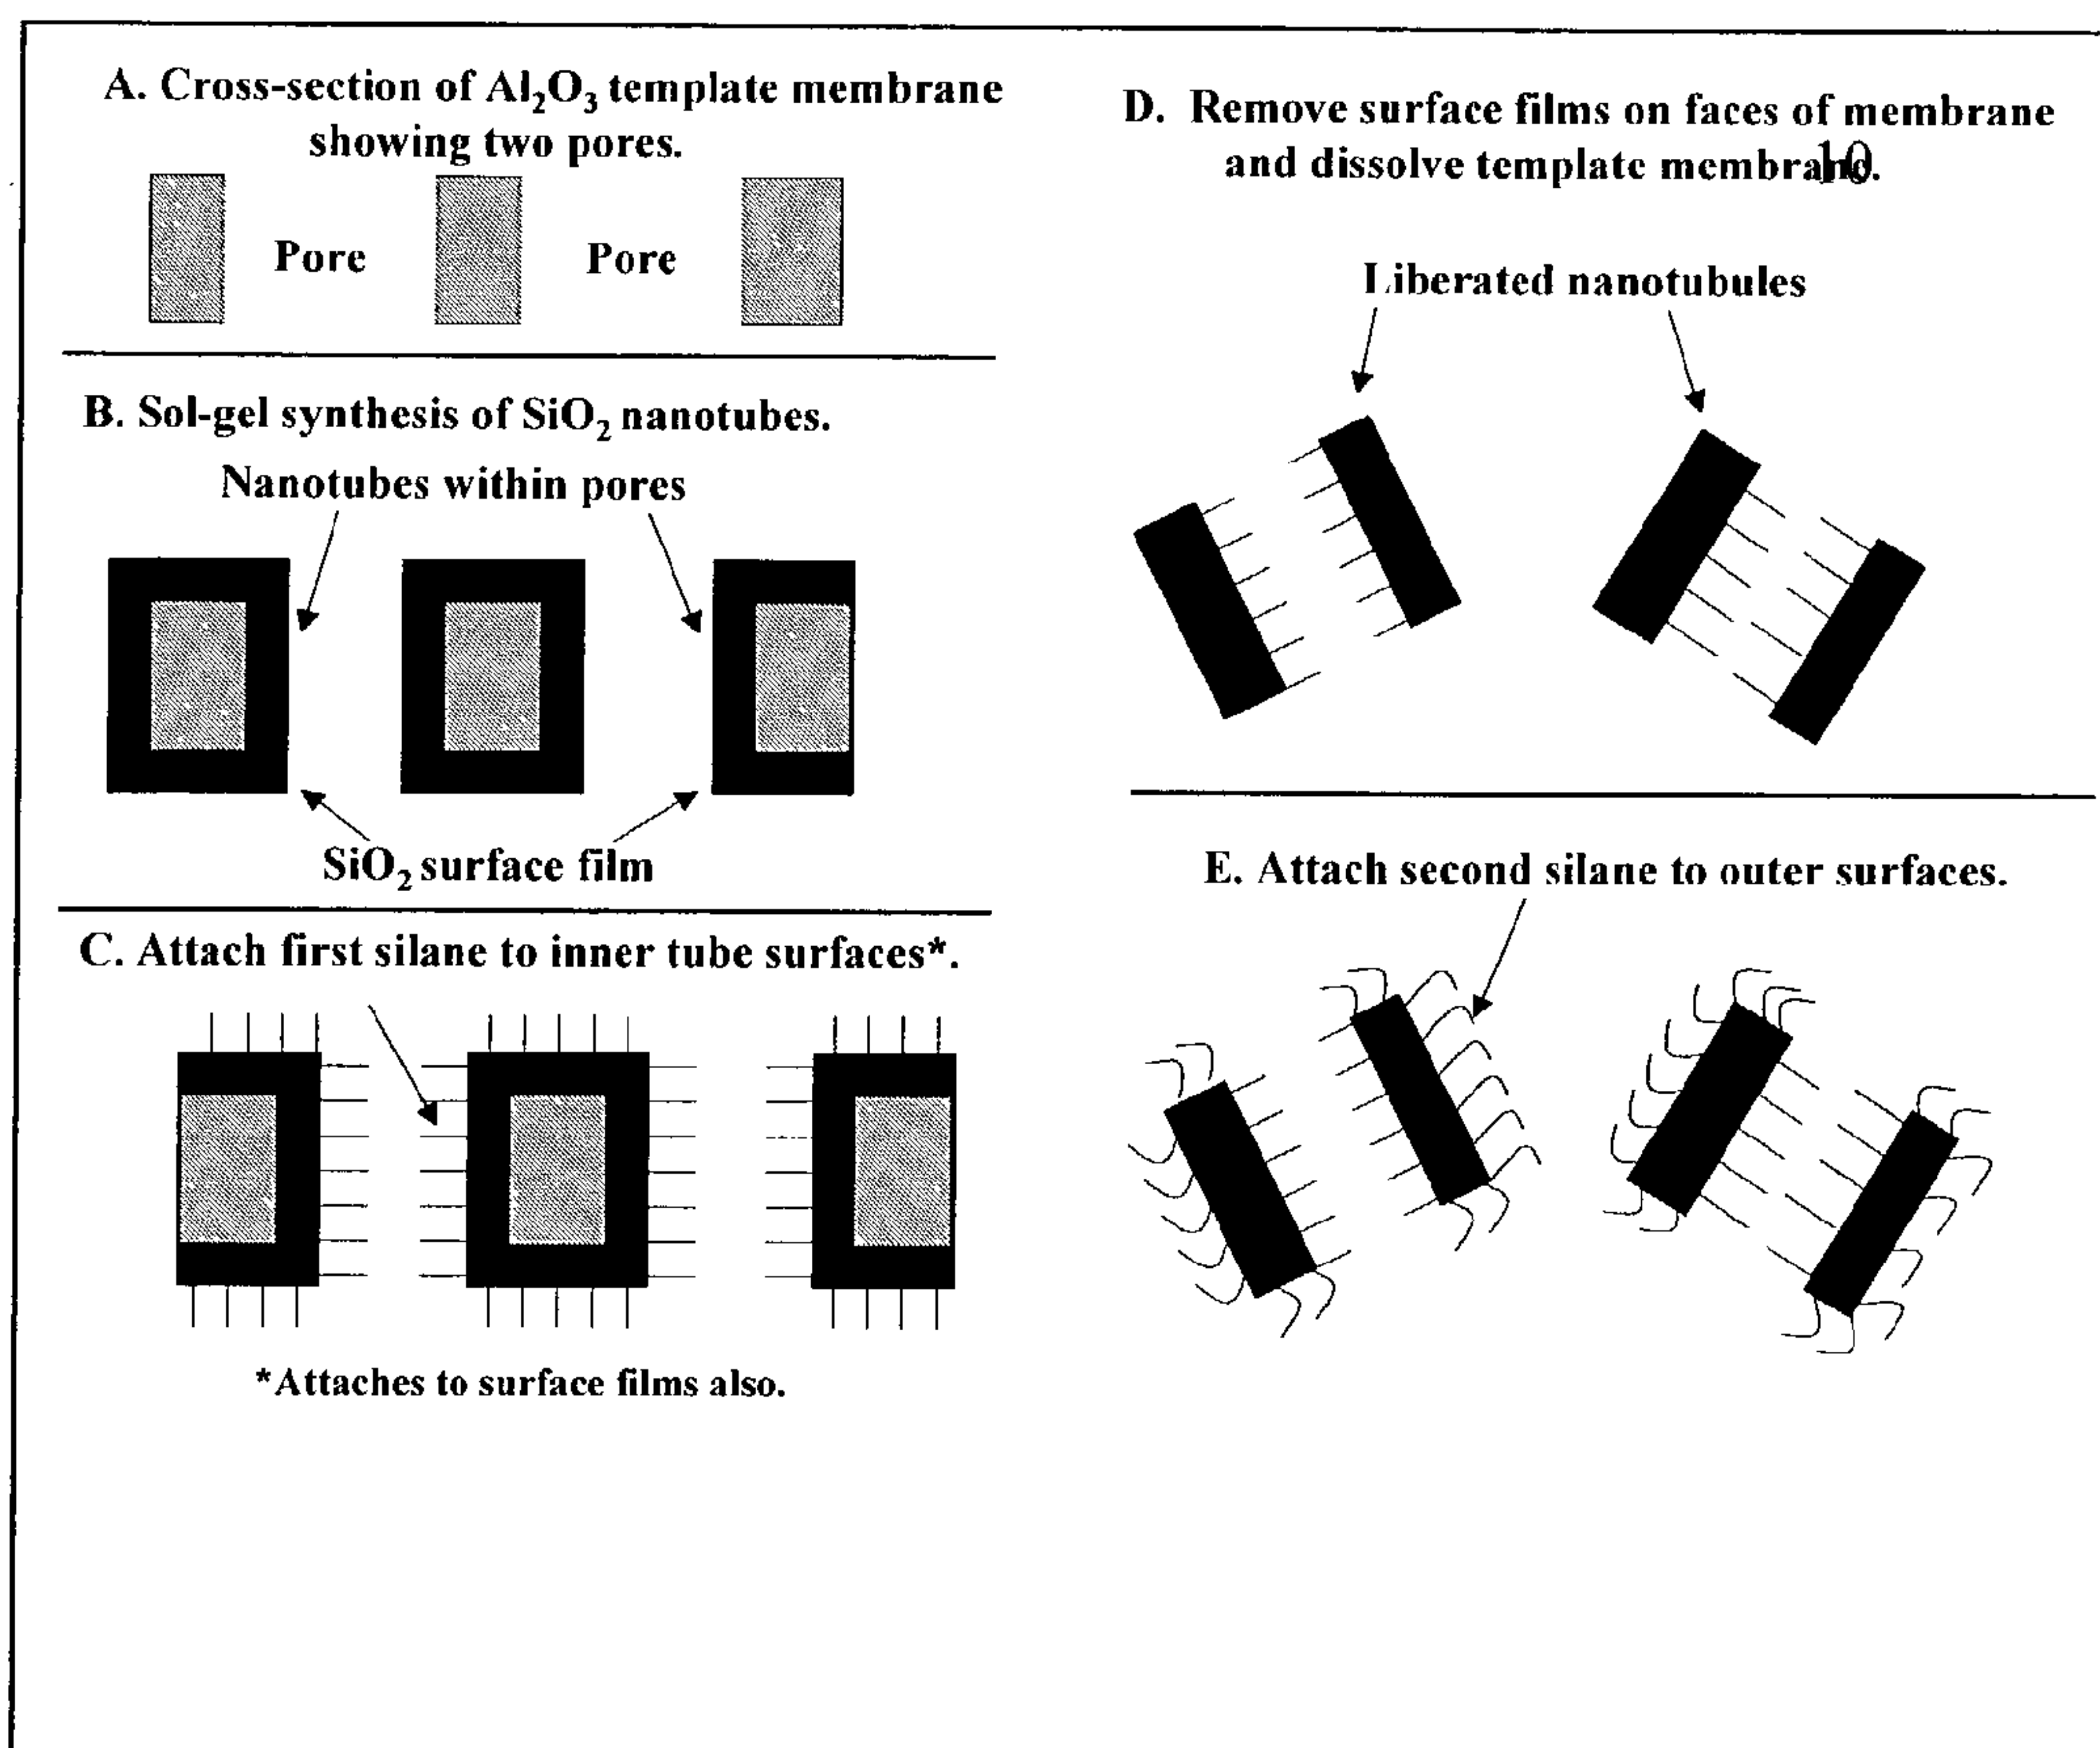 A. Cross-section of Al₂O₃ template membrane
showing two pores.
Pore
Pore
B. Sol-gel synthesis of SiO₂ nanotubes.
Nanotubes within pores
SiO₂ surface film
C. Attach first silane to inner tube surfaces*.
*Attaches to surface films also.
D. Remove surface films on faces of membrane
and dissolve template membrane.
10
Liberated nanotubules
E. Attach second silane to outer surfaces.